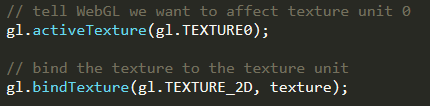 // tell WebGL we want to affect texture unit 0
gl.activeTexture(gl.TEXTURE0);
// bind the texture to the texture unit
gl.bindTexture(gl.TEXTURE_2D, texture);